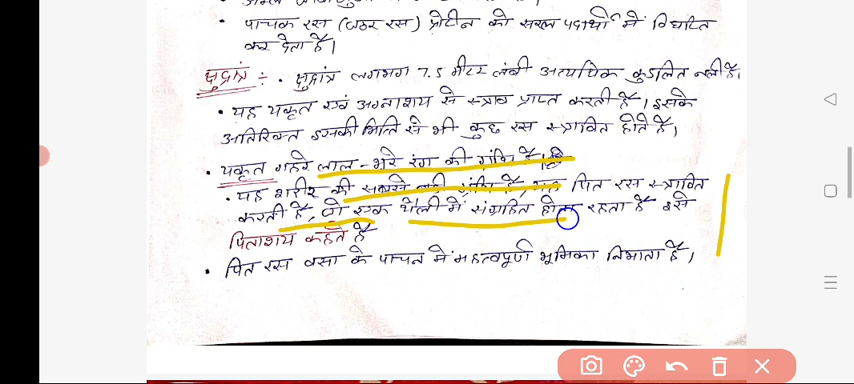 • पाचक रस (जठर रस) प्रोटीन को सरल पदार्थो में विघटित
कर देता है।
क्षुद्रांत्र :- • क्षुद्रांत्र लगभग 7.5 मीटर लंबी अत्यधिक कुंडलित नली है।
• यह यकृत एवं अग्नाशय से स्त्राव प्राप्त करती है। इसके
अतिरिक्त इसकी भिति से भी कुछ रस स्त्रावित होते है।
• यकृत गहरे लाल-भूरे रंग की ग्रंथि है
• यह शरीर की सबसे बड़ी ग्रंथि है, यह पित रस स्त्रावित
करती है, जो एक थैली में संग्रहित होता रहता है इसे
पिताशय कहते है
• पित रस वसा के पाचन में महत्वपूर्ण भूमिका निभाता है।